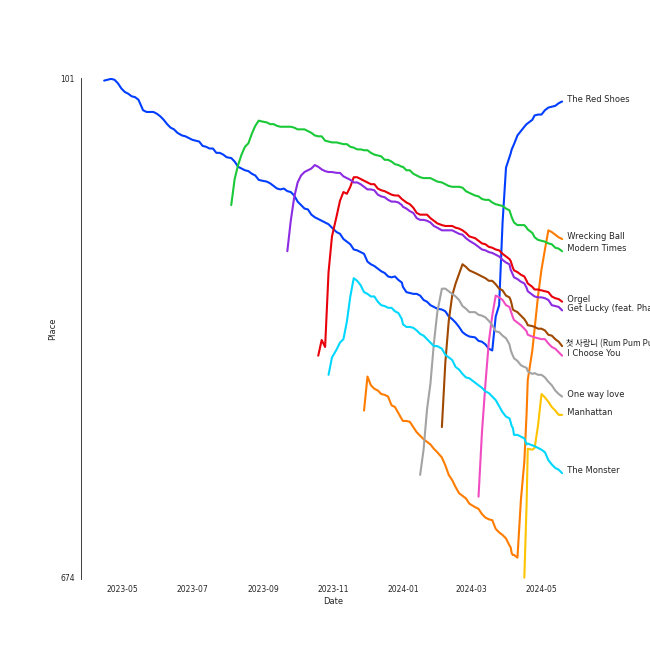 101
The Red Shoes
Wrecking Ball
Modern Times
Orgel
Get Lucky (feat.
첫 사랑니 (Rum Pum
I Choose You
One way love
Manhattan
The Monster
Place
674
2023-05 2023-07 2023-09 2023-11 2024-01 2024-03 2024-05
Date